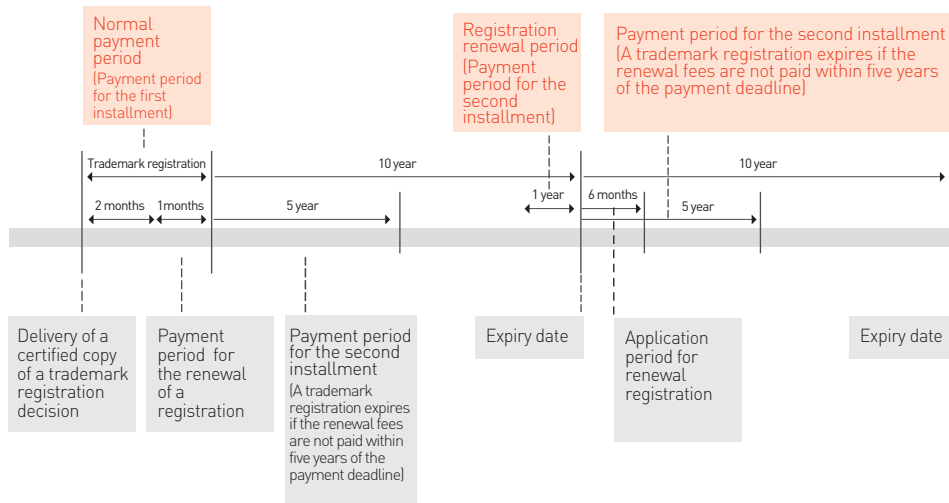 Normal
payment
period
(Payment period
for the first
installment)
Registration
renewal period
(Payment
period for the
second
installment)
Payment period for the second installment
(A trademark registration expires if the
renewal fees are not paid within five years
of the payment deadline)
Trademark registration
10 year
10 year
2 months
1months
5 year
1 year
6 months
5 year
Delivery of a
certified copy
of a trademark
registration
decision
Payment
period for
the renewal
of a
registration
Payment period
for the second
installment
(A trademark
registration expires
if the renewal fees
are not paid within
five years of the
payment deadline)
Expiry date
Application
period for
renewal
registration
Expiry date